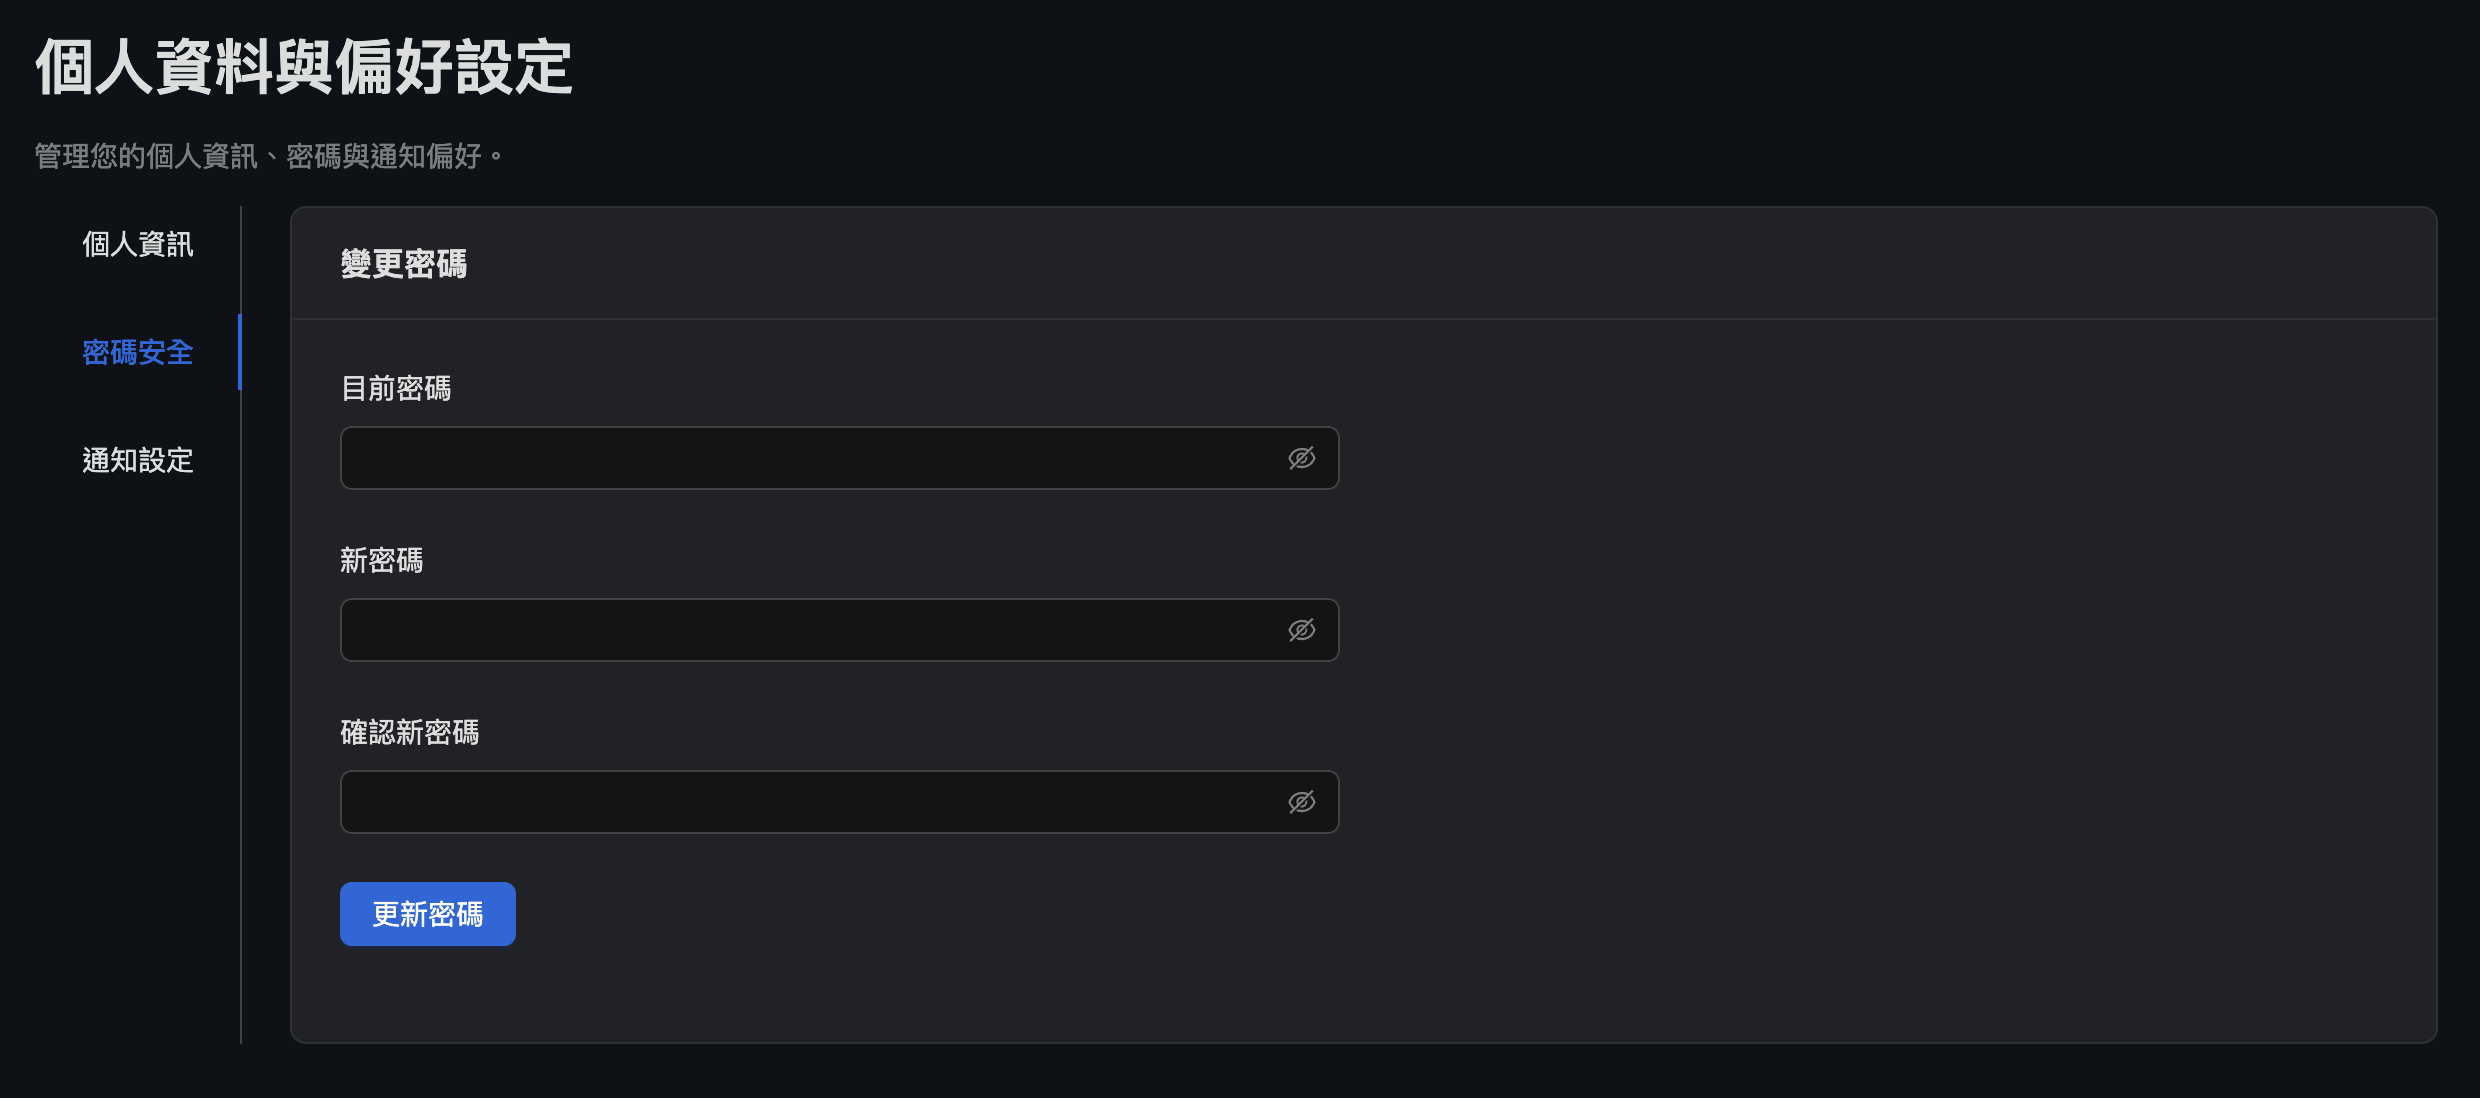 個人資料與偏好設定
管理您的個人資訊、密碼與通知偏好。
個人資訊
密碼安全
通知設定
變更密碼
目前密碼
新密碼
確認新密碼
更新密碼